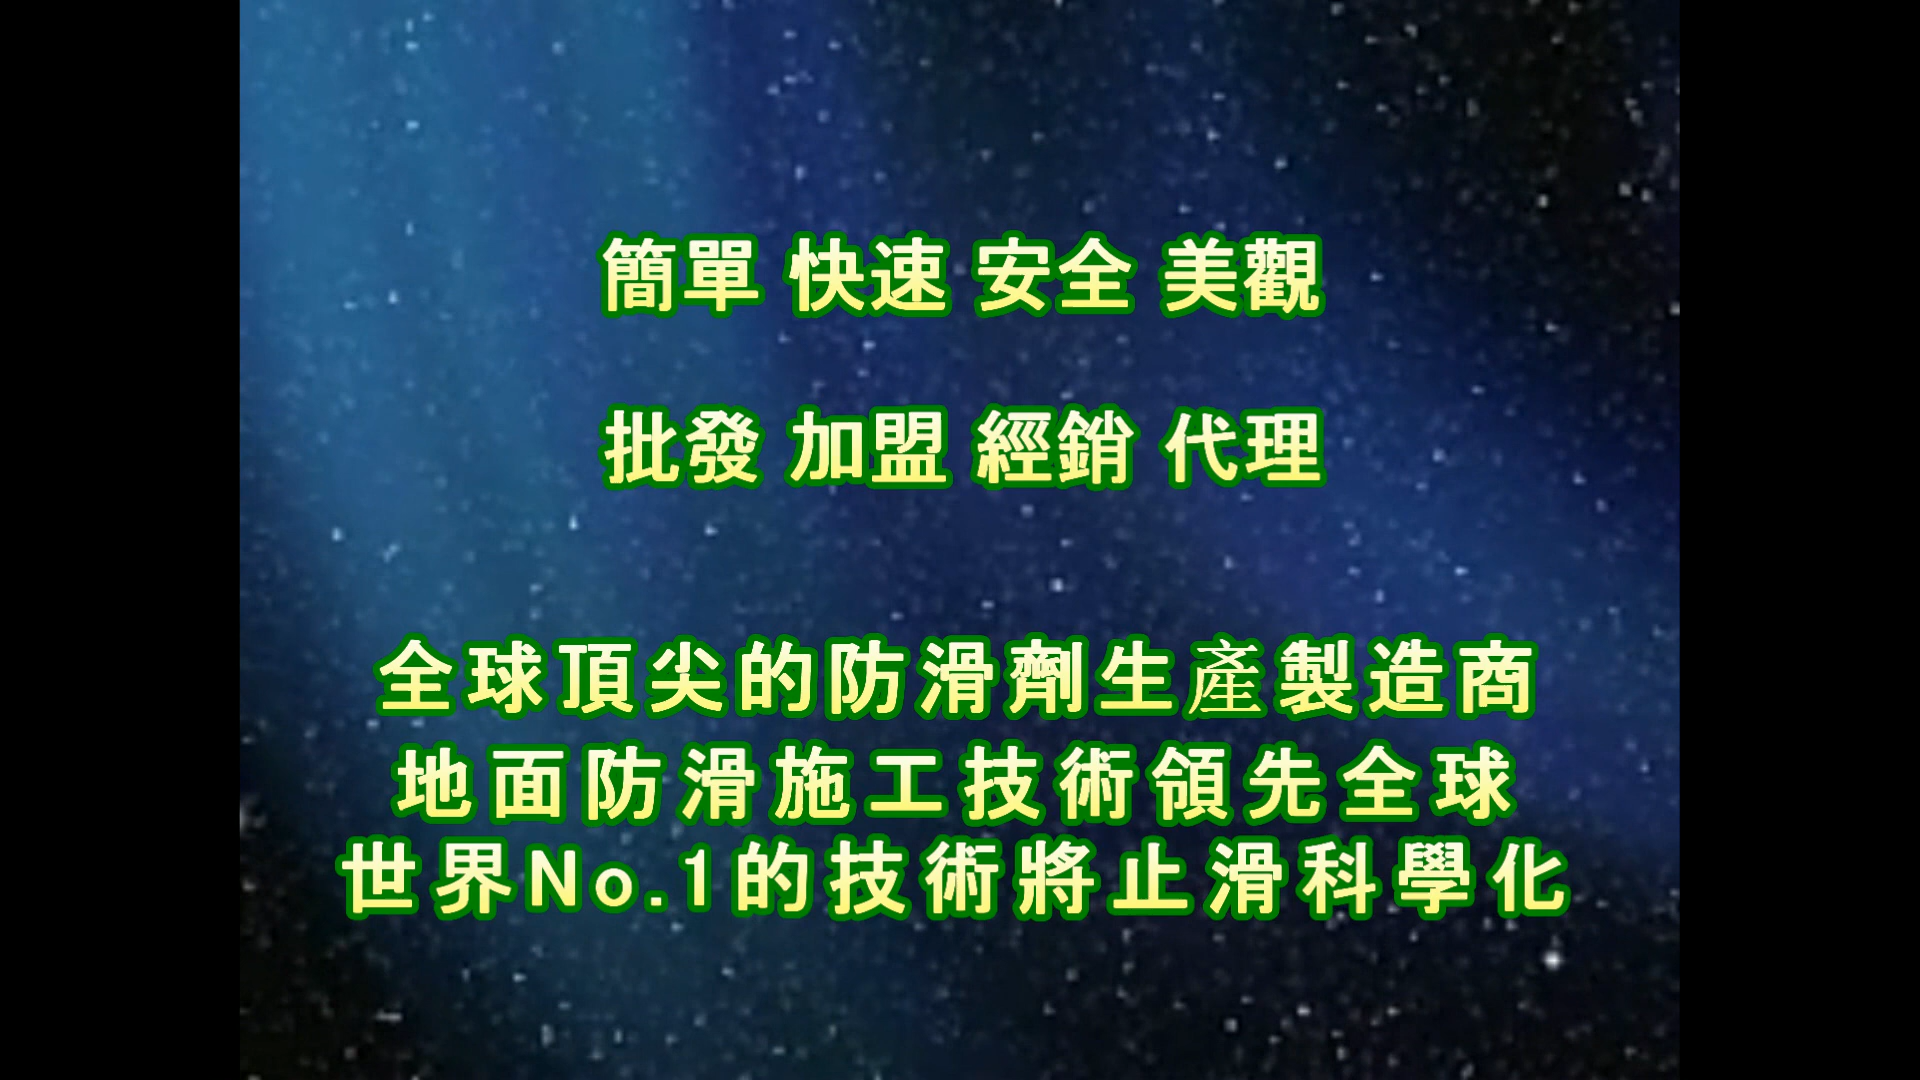 簡單 快速 安全 美觀
批發 加盟 經銷 代理
全球頂尖的防滑劑生產製造商
地面防滑施工技術領先全球
世界No.1的技術將止滑科學化